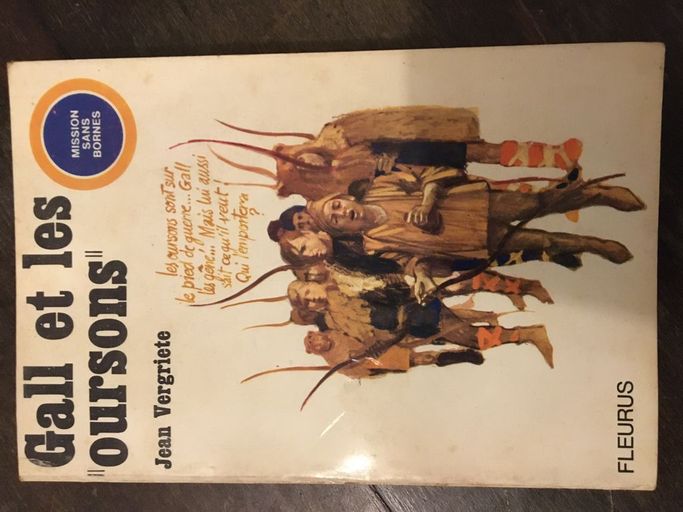 Gall et les
"oursons"
MISSION
SANS
BORNES
Jean Vergriete
les oursons sont sur
le pied de guerre... Gall
les gêne... Mais lui aussi
sait ce qu'il veut !
Qui l'emportera
?
FLEURUS